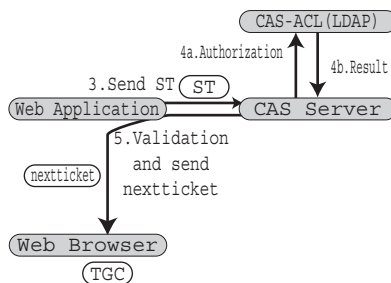 CAS-ACL(LDAP)
4a.Authorization
4b.Result
3.Send ST
ST
Web Application
CAS Server
5.Validation
and send
nextticket
nextticket
Web Browser
TGC